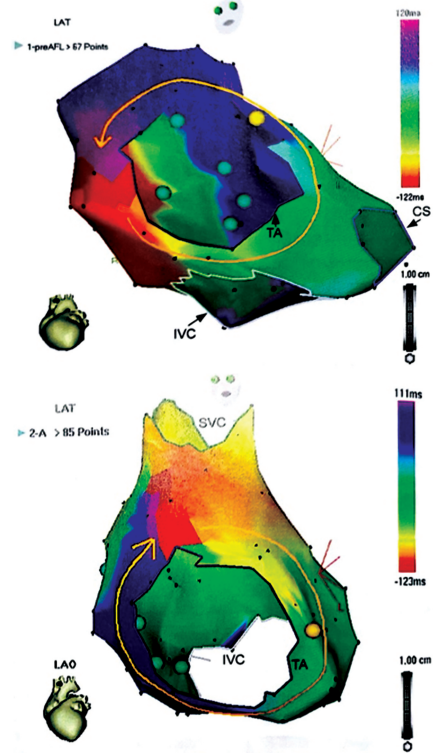 LAT
120ms
1-preAFL > 67 Points
-122ms
TA
CS
1.00 cm
IVC
LAT
111ms
SVC
2-A > 85 Points
-123ms
L
LAO
IVC
TA
1.00 cm